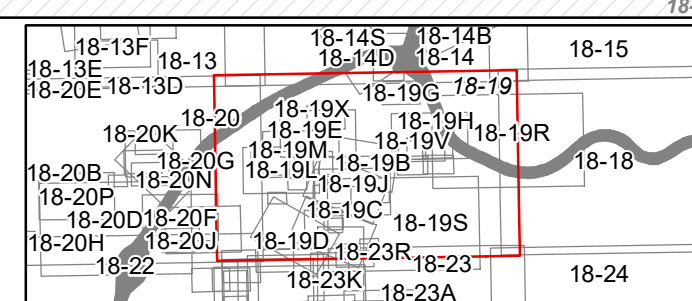 18-
18-14S 18-14B
18-13F 18-15
18-14D 18-14
18-13
18-13E
18-20E 18-13D 18-19G 18-19
18-19X
18-20 18-19H
18-20K 18-19E 18-19R
18-19V
18-19M
18-20G 18-19B 18-18
18-20B 18-19L
18-20N 18-19J
18-20P
18-19C
18-20D 18-20F 18-19S
18-20H 18-20J 18-19D
18-23R
18-22 18-23
18-23K 18-24
18-23A